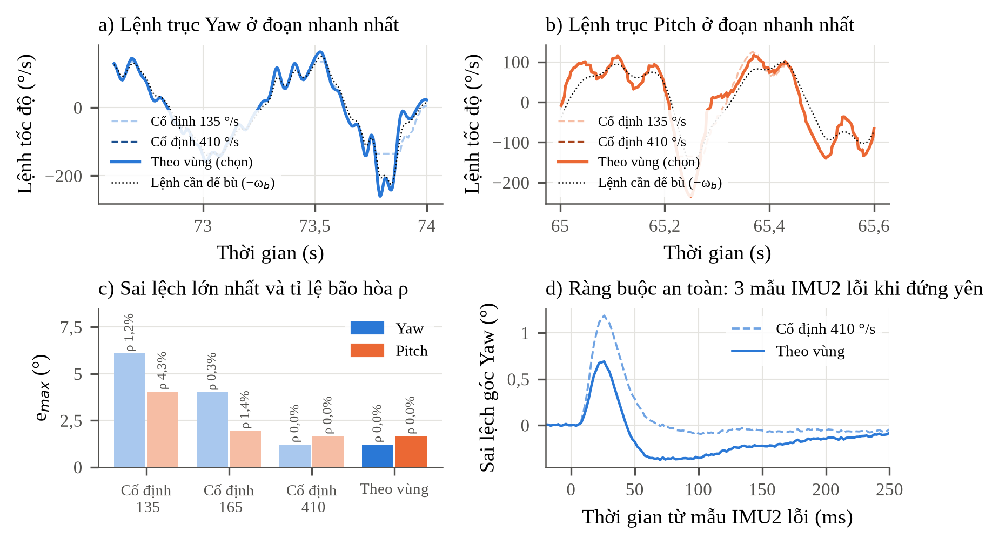 a) Lệnh trục Yaw ở đoạn nhanh nhất
Lệnh tốc độ (°/s)
0
−200
Cố định 135 °/s
Cố định 410 °/s
Theo vùng (chọn)
Lệnh cần để bù (−ωb)
73
73,5
74
Thời gian (s)
b) Lệnh trục Pitch ở đoạn nhanh nhất
Lệnh tốc độ (°/s)
100
0
−100
−200
Cố định 135 °/s
Cố định 410 °/s
Theo vùng (chọn)
Lệnh cần để bù (−ωb)
65
65,2
65,4
65,6
Thời gian (s)
c) Sai lệch lớn nhất và tỉ lệ bão hòa ρ
emax (°)
7,5
5
2,5
0
ρ 1,2%
ρ 4,3%
ρ 0,3%
ρ 1,4%
ρ 0,0%
ρ 0,0%
ρ 0,0%
ρ 0,0%
Yaw
Pitch
Cố định
135
Cố định
165
Cố định
410
Theo vùng
d) Ràng buộc an toàn: 3 mẫu IMU2 lỗi khi đứng yên
Sai lệch góc Yaw (°)
1
0,5
0
Cố định 410 °/s
Theo vùng
0
50
100
150
200
250
Thời gian từ mẫu IMU2 lỗi (ms)